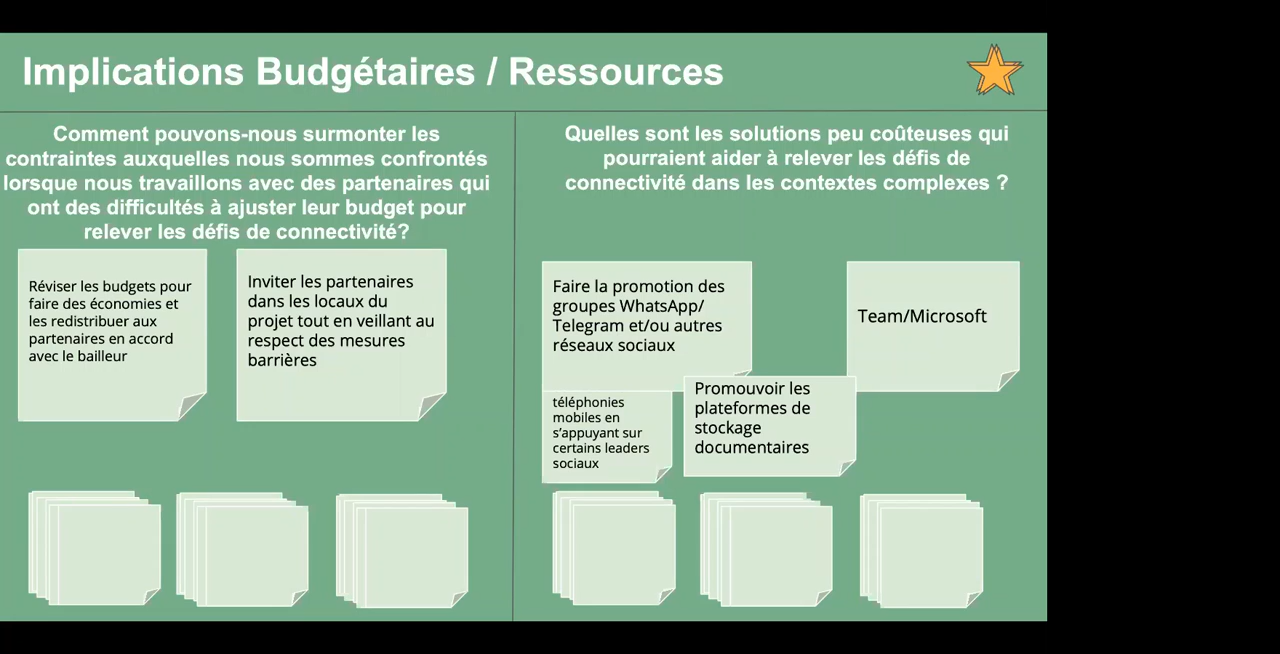 Implications Budgétaires / Ressources
Comment pouvons-nous surmonter les
contraintes auxquelles nous sommes confrontés
lorsque nous travaillons avec des partenaires qui
ont des difficultés à ajuster leur budget pour
relever les défis de connectivité?
Réviser les budgets pour
faire des économies et
les redistribuer aux
partenaires en accord
avec le bailleur
Inviter les partenaires
dans les locaux du
projet tout en veillant au
respect des mesures
barrières
Quelles sont les solutions peu coûteuses qui
pourraient aider à relever les défis de
connectivité dans les contextes complexes ?
Faire la promotion des
groupes WhatsApp/
Telegram et/ou autres
réseaux sociaux
Team/Microsoft
téléphonies
mobiles en
s’appuyant sur
certains leaders
sociaux
Promouvoir les
plateformes de
stockage
documentaires